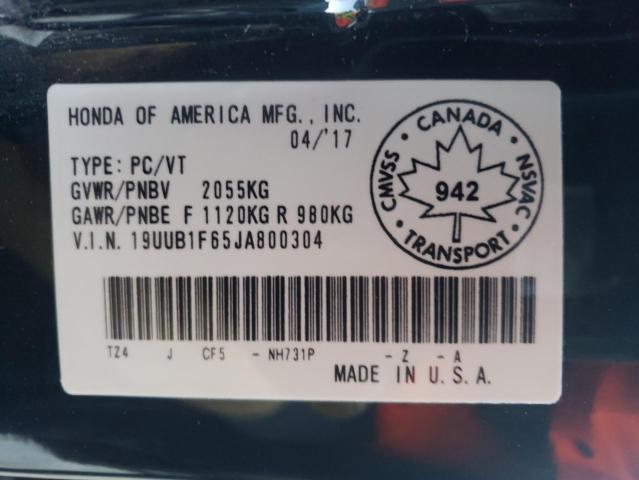 HONDA OF AMERICA MFG., INC.
04/'17
TYPE: PC/VT
GVWR/PNBV 2055KG
GAWR/PNBE F 1120KG R 980KG
V.I.N. 19UUB1F65JA800304
CANADA
CMVSS
NSVAC
942
TRANSPORT
TZ4 J CF5 - NH731P - Z - A
MADE IN U.S.A.